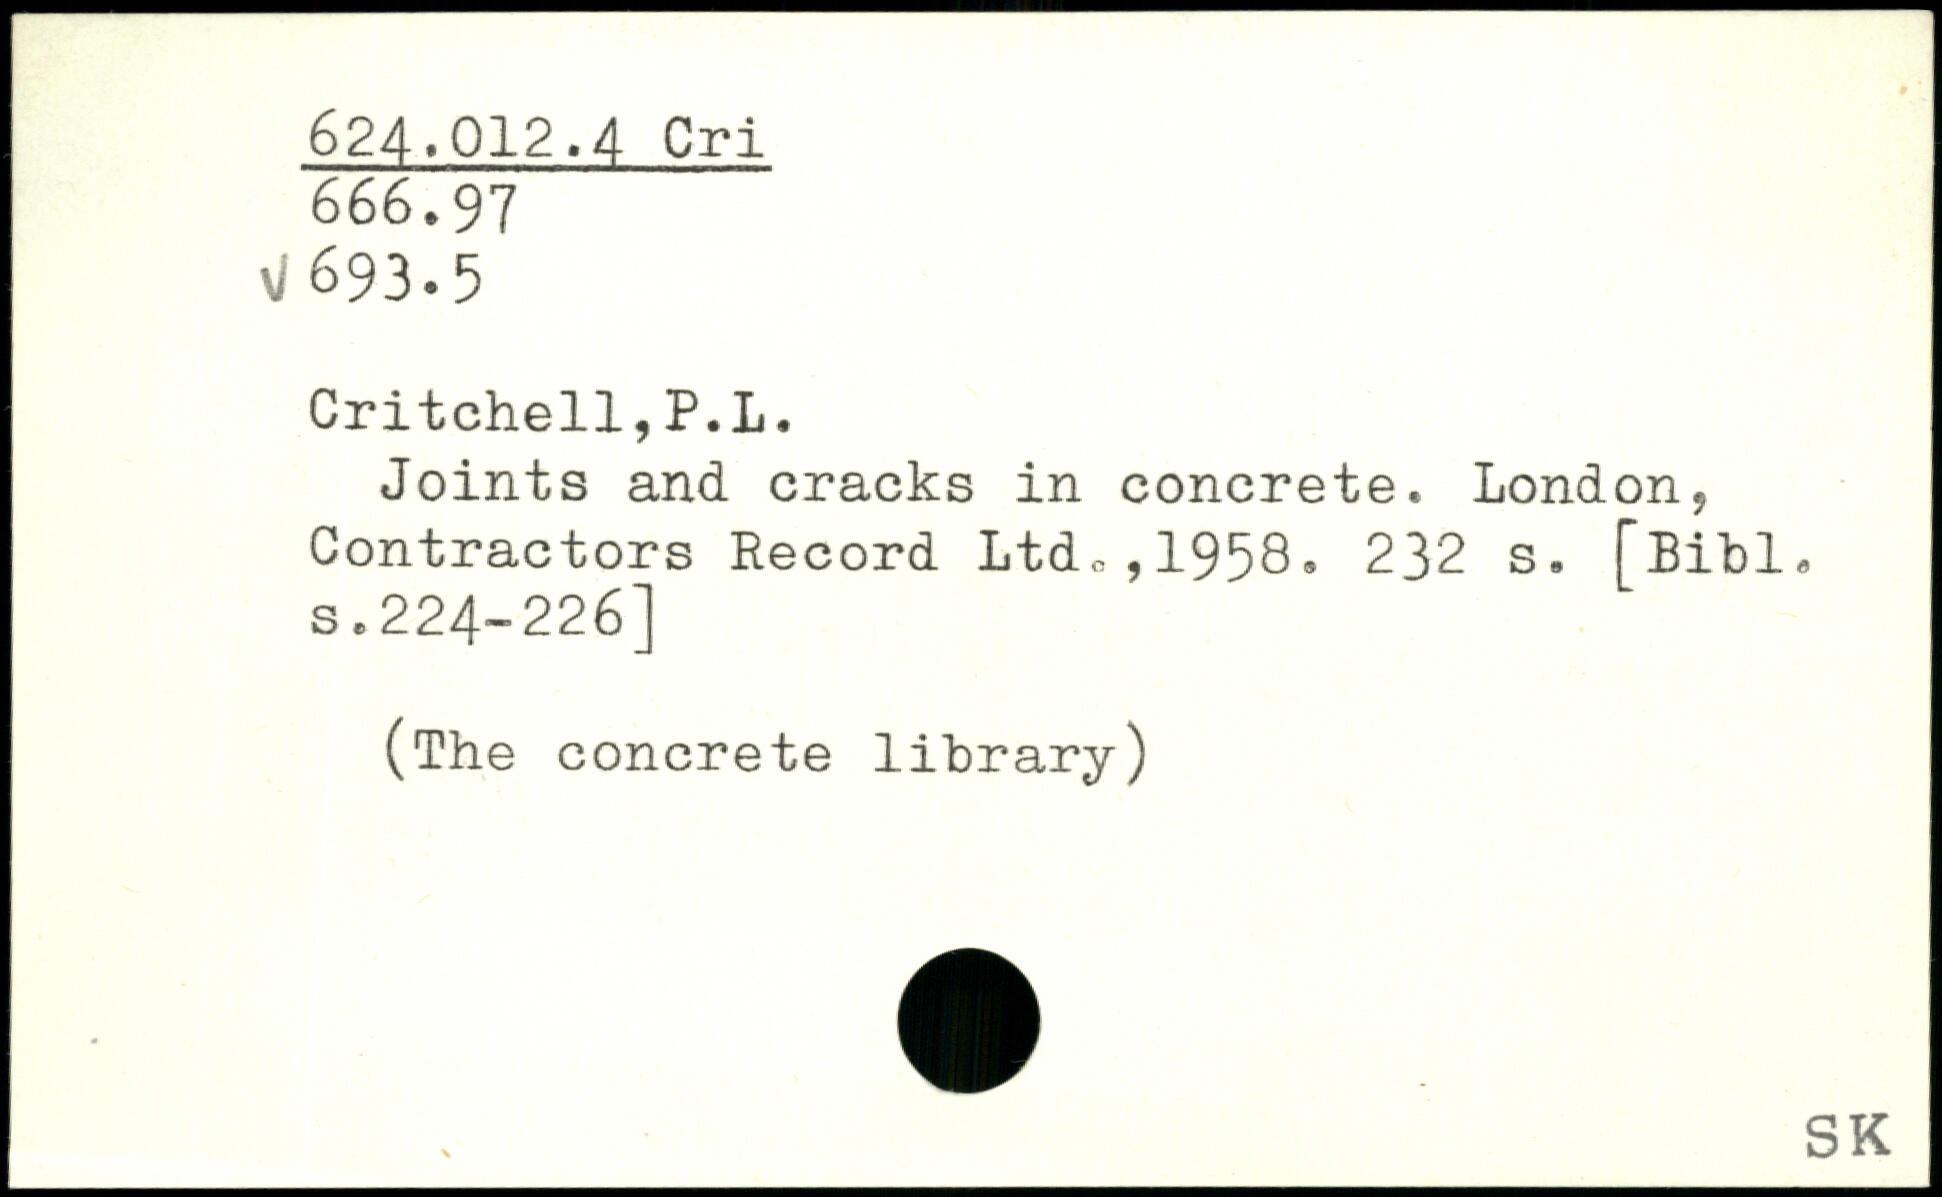 624.012.4 Cri
666.97
√ 693.5
Critchell,P.L.
Joints and cracks in concrete. London,
Contractors Record Ltd.,1958. 232 s. [Bibl.
s.224-226]
(The concrete library)
SK